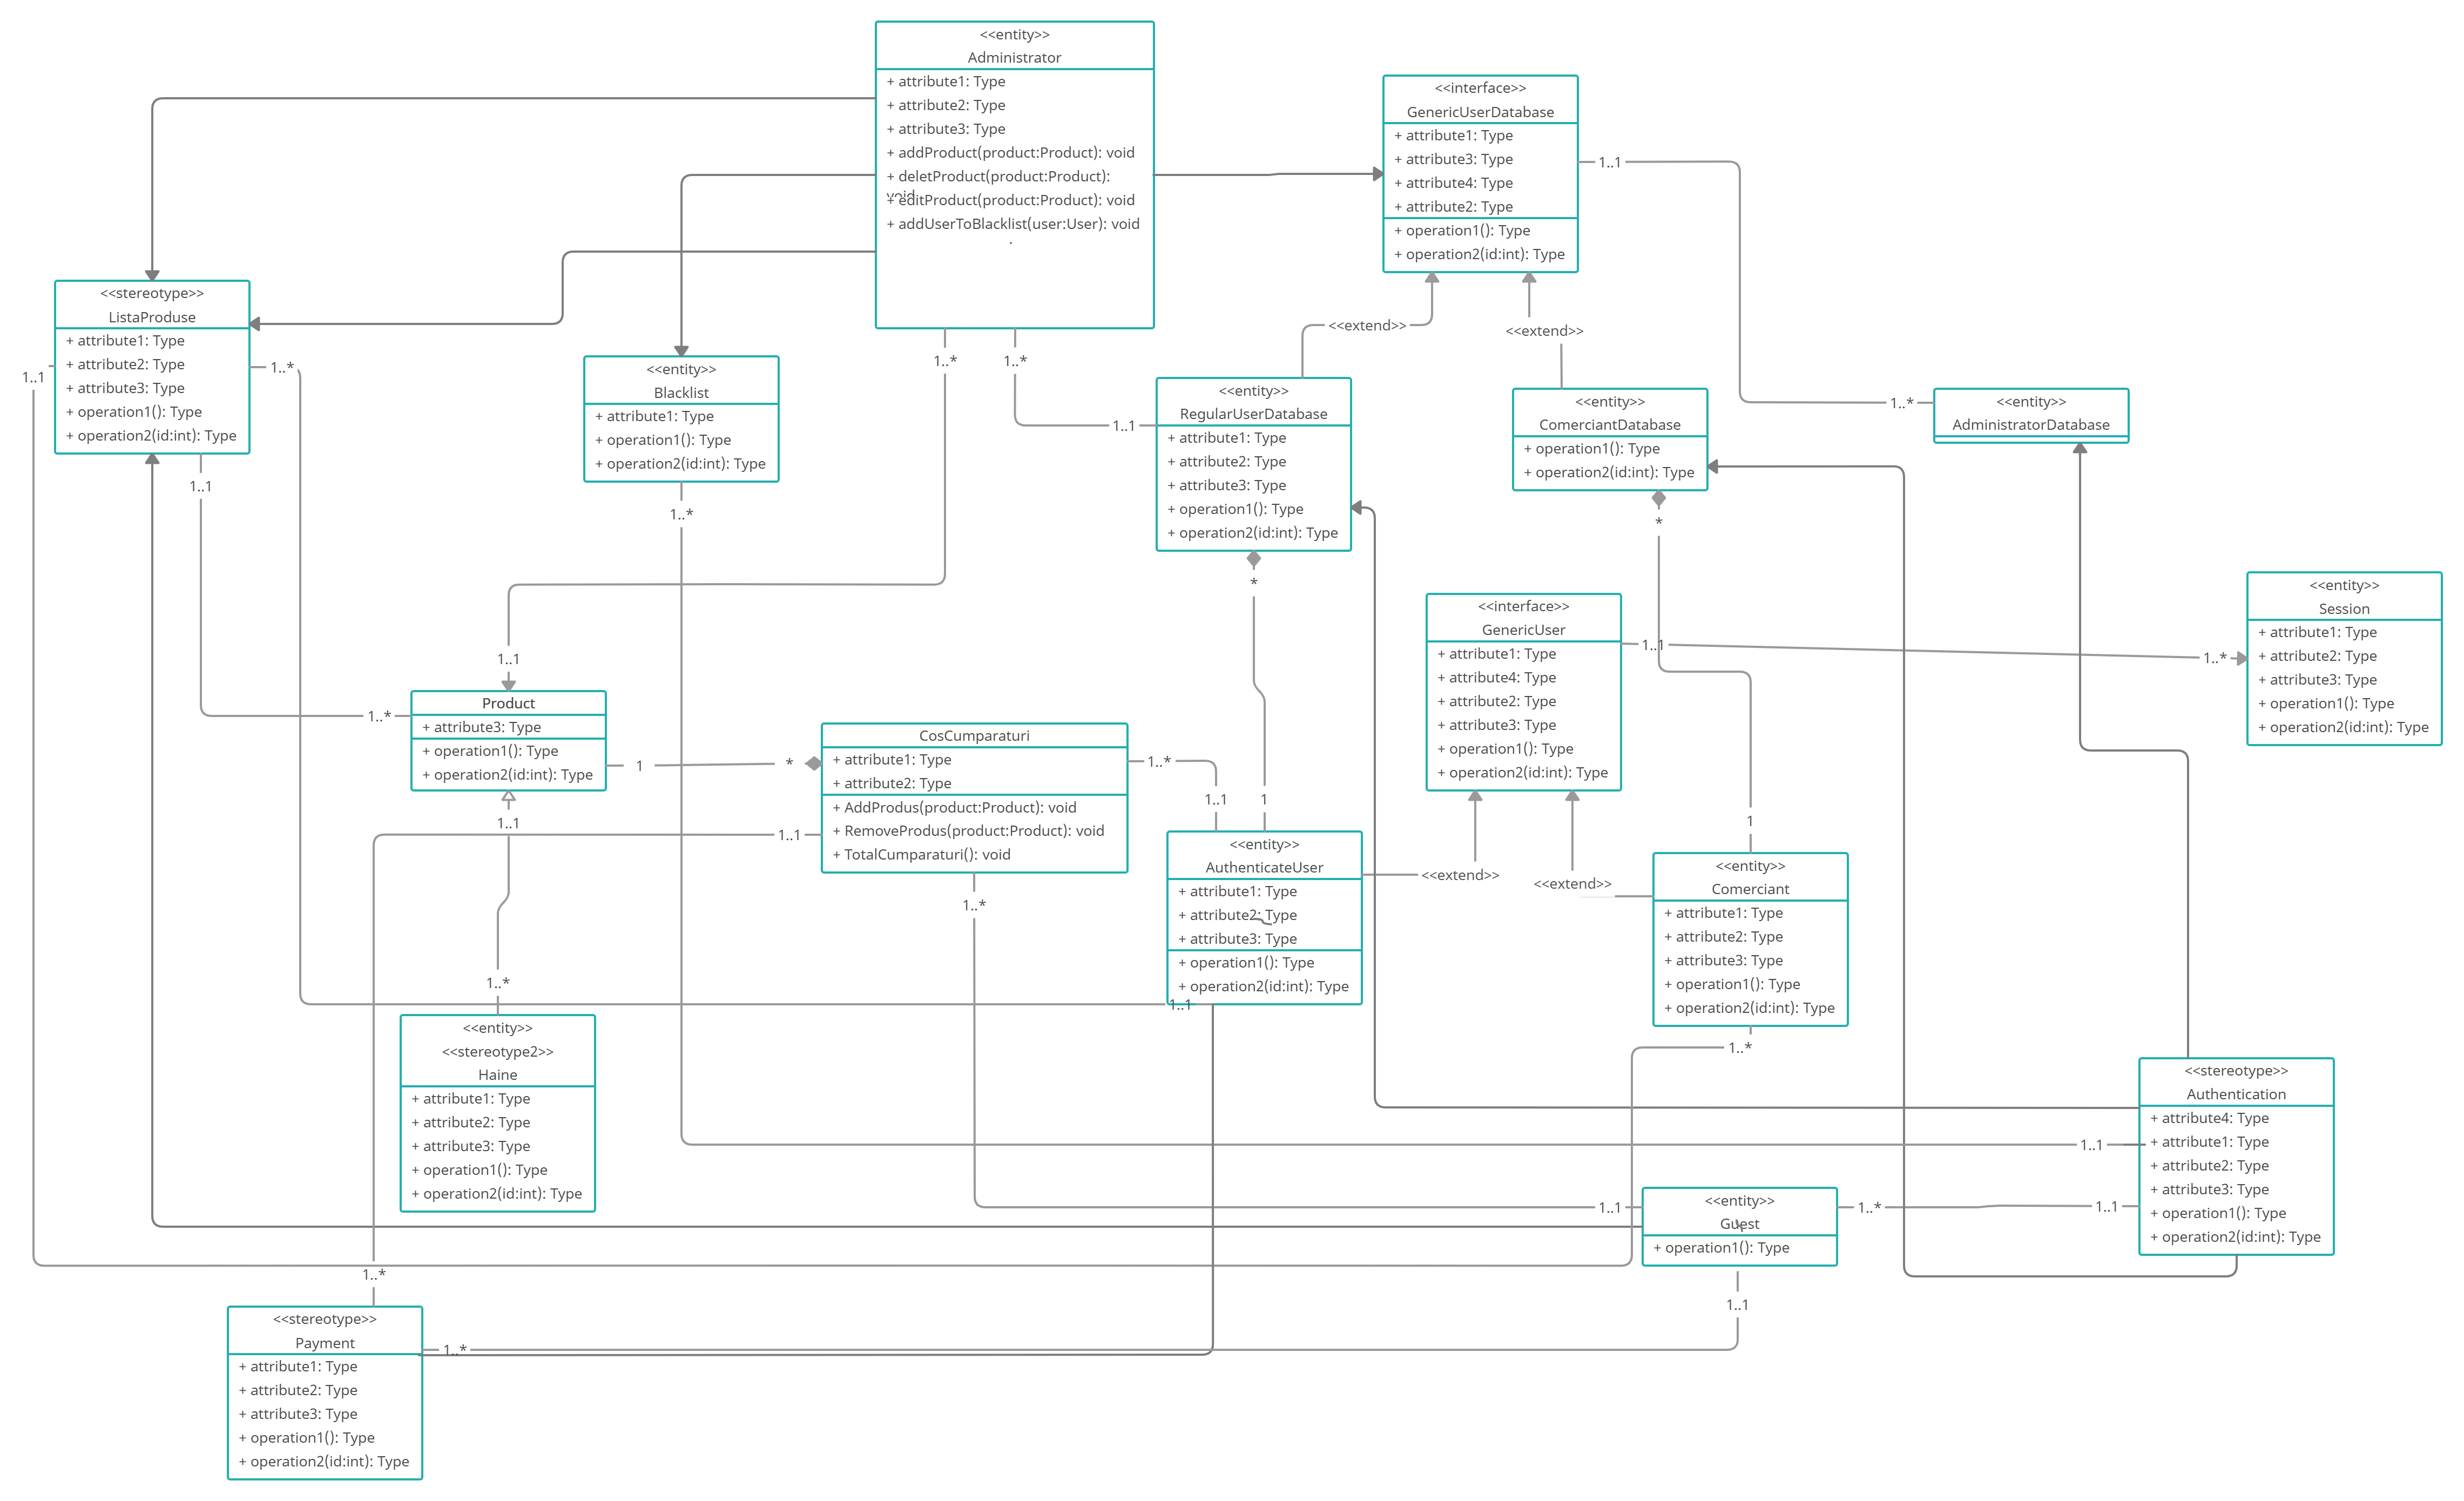 <<entity>>
Administrator
+ attribute1: Type
+ attribute2: Type
+ attribute3: Type
+ addProduct(product:Product): void
+ deletProduct(product:Product):
void
+ editProduct(product:Product): void
+ addUserToBlacklist(user:User): void
<<interface>>
GenericUserDatabase
+ attribute1: Type
+ attribute3: Type
+ attribute4: Type
+ attribute2: Type
+ operation1(): Type
+ operation2(id:int): Type
1..1
<<stereotype>>
ListaProduse
+ attribute1: Type
+ attribute2: Type
+ attribute3: Type
+ operation1(): Type
+ operation2(id:int): Type
1..1
1..*
1..1
<<entity>>
Blacklist
+ attribute1: Type
+ operation1(): Type
+ operation2(id:int): Type
1..*
1..*
1..*
1..1
<<extend>>
<<extend>>
<<entity>>
RegularUserDatabase
+ attribute1: Type
+ attribute2: Type
+ attribute3: Type
+ operation1(): Type
+ operation2(id:int): Type
*
<<entity>>
ComerciantDatabase
+ operation1(): Type
+ operation2(id:int): Type
*
1..*
<<entity>>
AdministratorDatabase
<<interface>>
GenericUser
+ attribute1: Type
+ attribute4: Type
+ attribute2: Type
+ attribute3: Type
+ operation1(): Type
+ operation2(id:int): Type
1..1
1..*
<<entity>>
Session
+ attribute1: Type
+ attribute2: Type
+ attribute3: Type
+ operation1(): Type
+ operation2(id:int): Type
1..1
1..*
Product
+ attribute3: Type
+ operation1(): Type
+ operation2(id:int): Type
1
*
1..1
CosCumparaturi
+ attribute1: Type
+ attribute2: Type
+ AddProdus(product:Product): void
+ RemoveProdus(product:Product): void
+ TotalCumparaturi(): void
1..*
1..1
1
1..1
1..*
<<entity>>
AuthenticateUser
+ attribute1: Type
+ attribute2: Type
+ attribute3: Type
+ operation1(): Type
+ operation2(id:int): Type
1..1
<<extend>>
<<extend>>
1
<<entity>>
Comerciant
+ attribute1: Type
+ attribute2: Type
+ attribute3: Type
+ operation1(): Type
+ operation2(id:int): Type
1..*
1..*
<<entity>>
<<stereotype2>>
Haine
+ attribute1: Type
+ attribute2: Type
+ attribute3: Type
+ operation1(): Type
+ operation2(id:int): Type
<<stereotype>>
Authentication
+ attribute4: Type
+ attribute1: Type
+ attribute2: Type
+ attribute3: Type
+ operation1(): Type
+ operation2(id:int): Type
1..1
1..1
1..1
<<entity>>
Guest
+ operation1(): Type
1..*
1..1
1..*
<<stereotype>>
Payment
+ attribute1: Type
+ attribute2: Type
+ attribute3: Type
+ operation1(): Type
+ operation2(id:int): Type
1..*